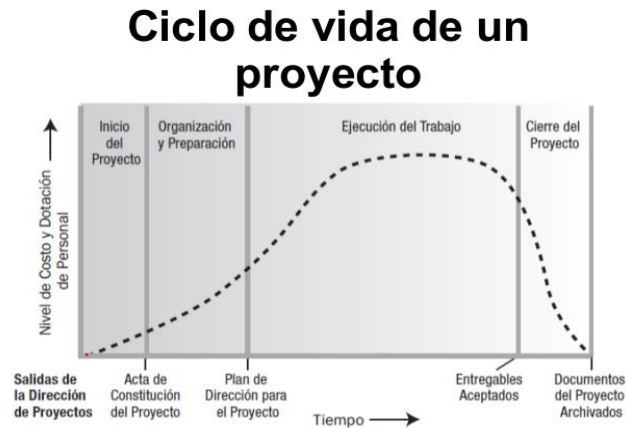 Ciclo de vida de un
proyecto
Inicio
del
Proyecto
Organización
y Preparación
Ejecución del Trabajo
Cierre del
Proyecto
Nivel de Costo y Dotación
de Personal
Salidas de
la Dirección
de Proyectos
Acta de
Constitución
del Proyecto
Plan de
Dirección para
el Proyecto
Entregables
Aceptados
Documentos
del Proyecto
Archivados
Tiempo